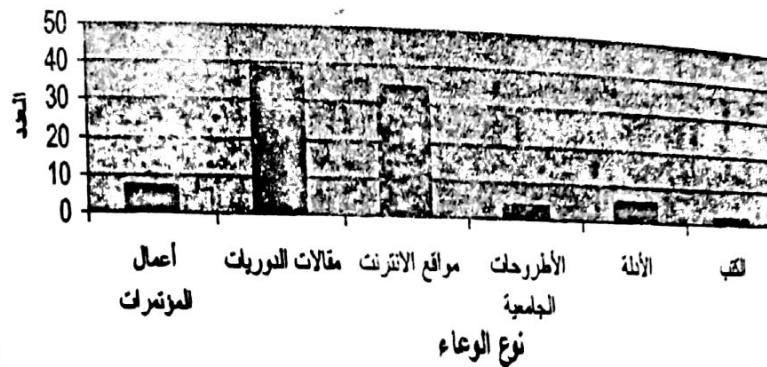 50
40
30
20
10
0
العدد
أعمال المؤتمرات
مقالات الدوريات
مواقع الانترنت
الأطروحات الجامعية
الأدلة
الكتب
نوع الوعاء